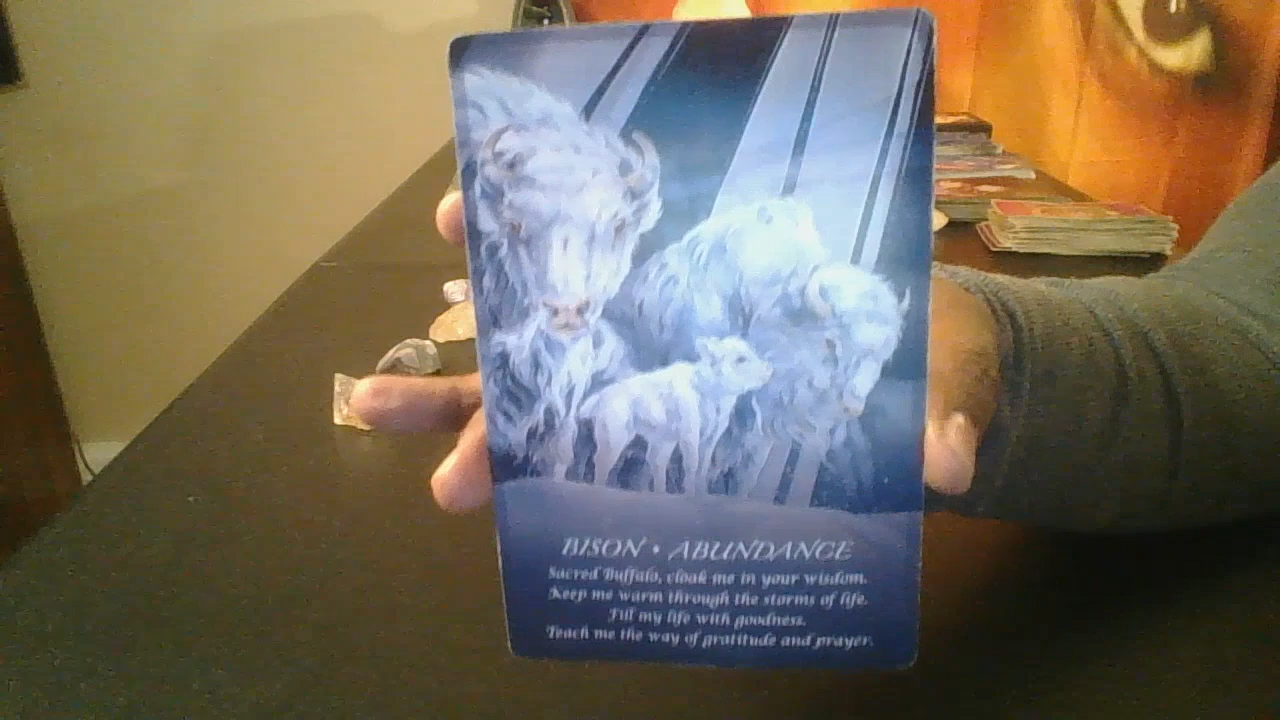 BISON • ABUNDANCE
Sacred Buffalo, cloak me in your wisdom.
Keep me warm through the storms of life.
Fill my life with goodness.
Teach me the way of gratitude and prayer.